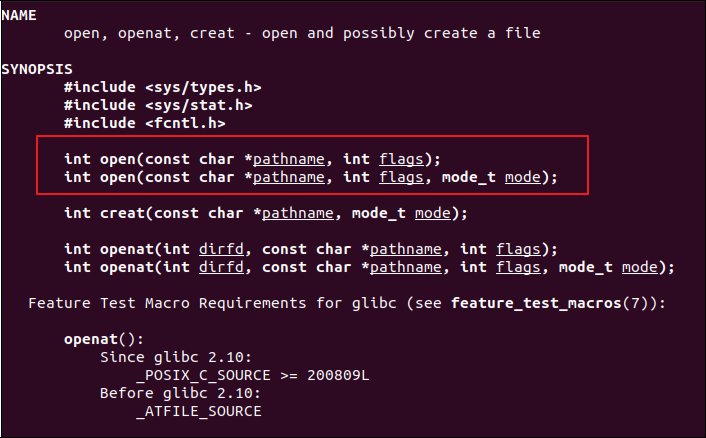 NAME
open, openat, creat - open and possibly create a file
SYNOPSIS
#include <sys/types.h>
#include <sys/stat.h>
#include <fcntl.h>
int open(const char *pathname, int flags);
int open(const char *pathname, int flags, mode_t mode);
int creat(const char *pathname, mode_t mode);
int openat(int dirfd, const char *pathname, int flags);
int openat(int dirfd, const char *pathname, int flags, mode_t mode);
Feature Test Macro Requirements for glibc (see feature_test_macros(7)):
openat():
Since glibc 2.10:
_POSIX_C_SOURCE >= 200809L
Before glibc 2.10:
_ATFILE_SOURCE